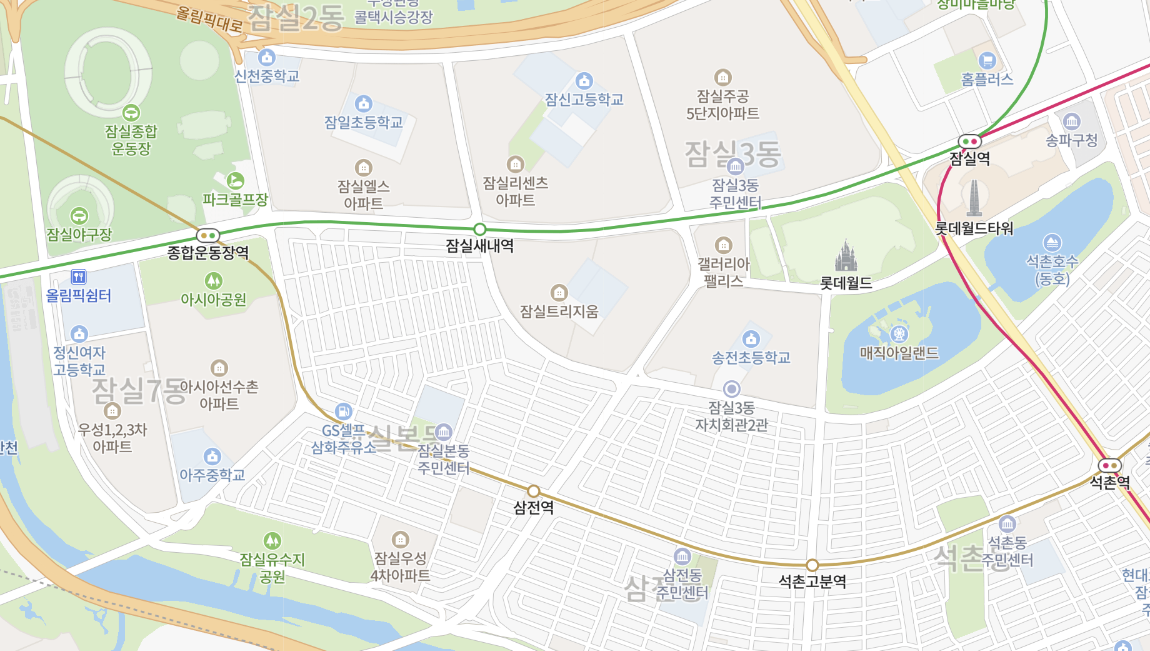 올림픽대로
잠실2동
콜택시승강장
장미마을마당
신천중학교
홈플러스
잠일초등학교
잠신고등학교
잠실주공
5단지아파트
잠실종합
운동장
송파구청
잠실역
잠실3동
잠실3동
주민센터
잠실엘스
아파트
잠실리센츠
아파트
파크골프장
잠실야구장
종합운동장역
잠실새내역
롯데월드타워
갤러리아
팰리스
롯데월드
석촌호수
(동호)
올림픽쉼터
아시아공원
잠실트리지움
정신여자
고등학교
송전초등학교
매직아일랜드
잠실7동
아시아선수촌
아파트
우성1,2,3차
아파트
잠실3동
자치회관2관
GS셀프
삼화주유소
잠실본동
주민센터
아주중학교
석촌역
삼전역
잠실유수지
공원
잠실우성
4차아파트
삼전동
주민센터
석촌고분역
석촌동
주민센터
현대